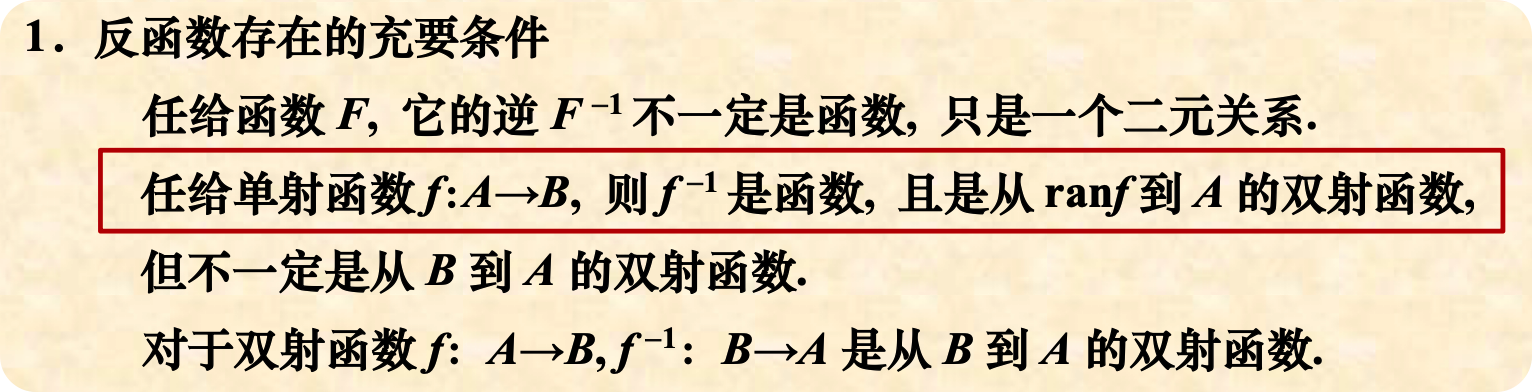 1. 反函数存在的充要条件
任给函数 F, 它的逆 F⁻¹ 不一定是函数, 只是一个二元关系.
任给单射函数 f:A→B, 则 f⁻¹ 是函数, 且是从 ranf 到 A 的双射函数,
但不一定是从 B 到 A 的双射函数.
对于双射函数 f: A→B, f⁻¹: B→A 是从 B 到 A 的双射函数.